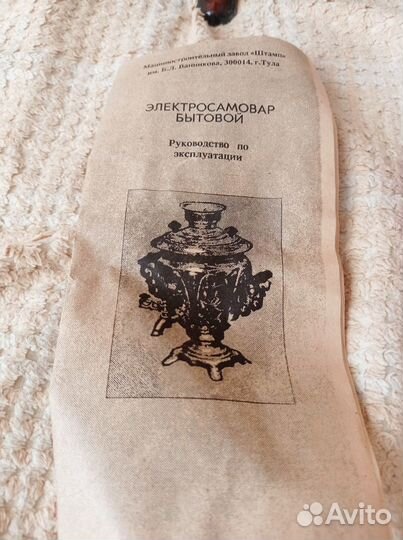 Машиностроительный завод «Штамп»
им. Б.Л. Ванникова, 300014, г.Тула
ЭЛЕКТРОСАМОВАР
БЫТОВОЙ
Руководство по
эксплуатации
Avito